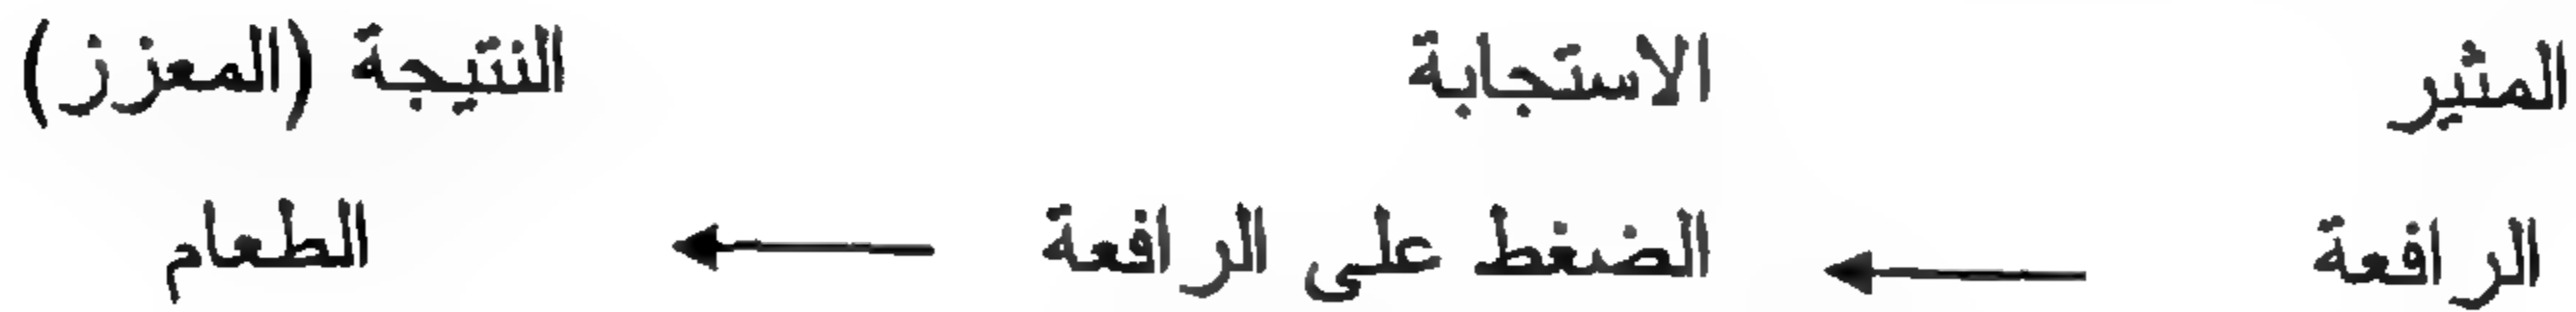 المثير الاستجابة النتيجة (المعزز)
الرافعة الضغط على الرافعة الطعام